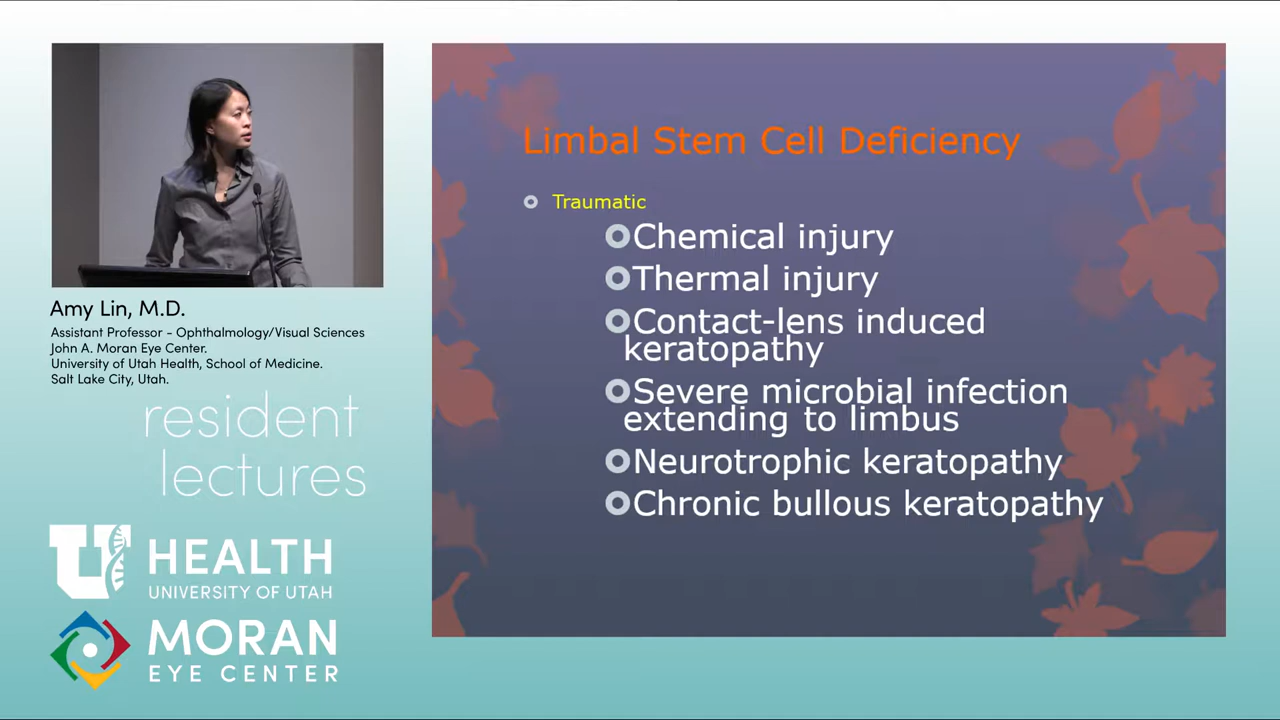 Amy Lin, M.D.
Assistant Professor - Ophthalmology/Visual Sciences
John A. Moran Eye Center.
University of Utah Health, School of Medicine.
Salt Lake City, Utah.
resident
lectures
U HEALTH
UNIVERSITY OF UTAH
MORAN
EYE CENTER
Limbal Stem Cell Deficiency
Traumatic
Chemical injury
Thermal injury
Contact-lens induced
keratopathy
Severe microbial infection
extending to limbus
Neurotrophic keratopathy
Chronic bullous keratopathy